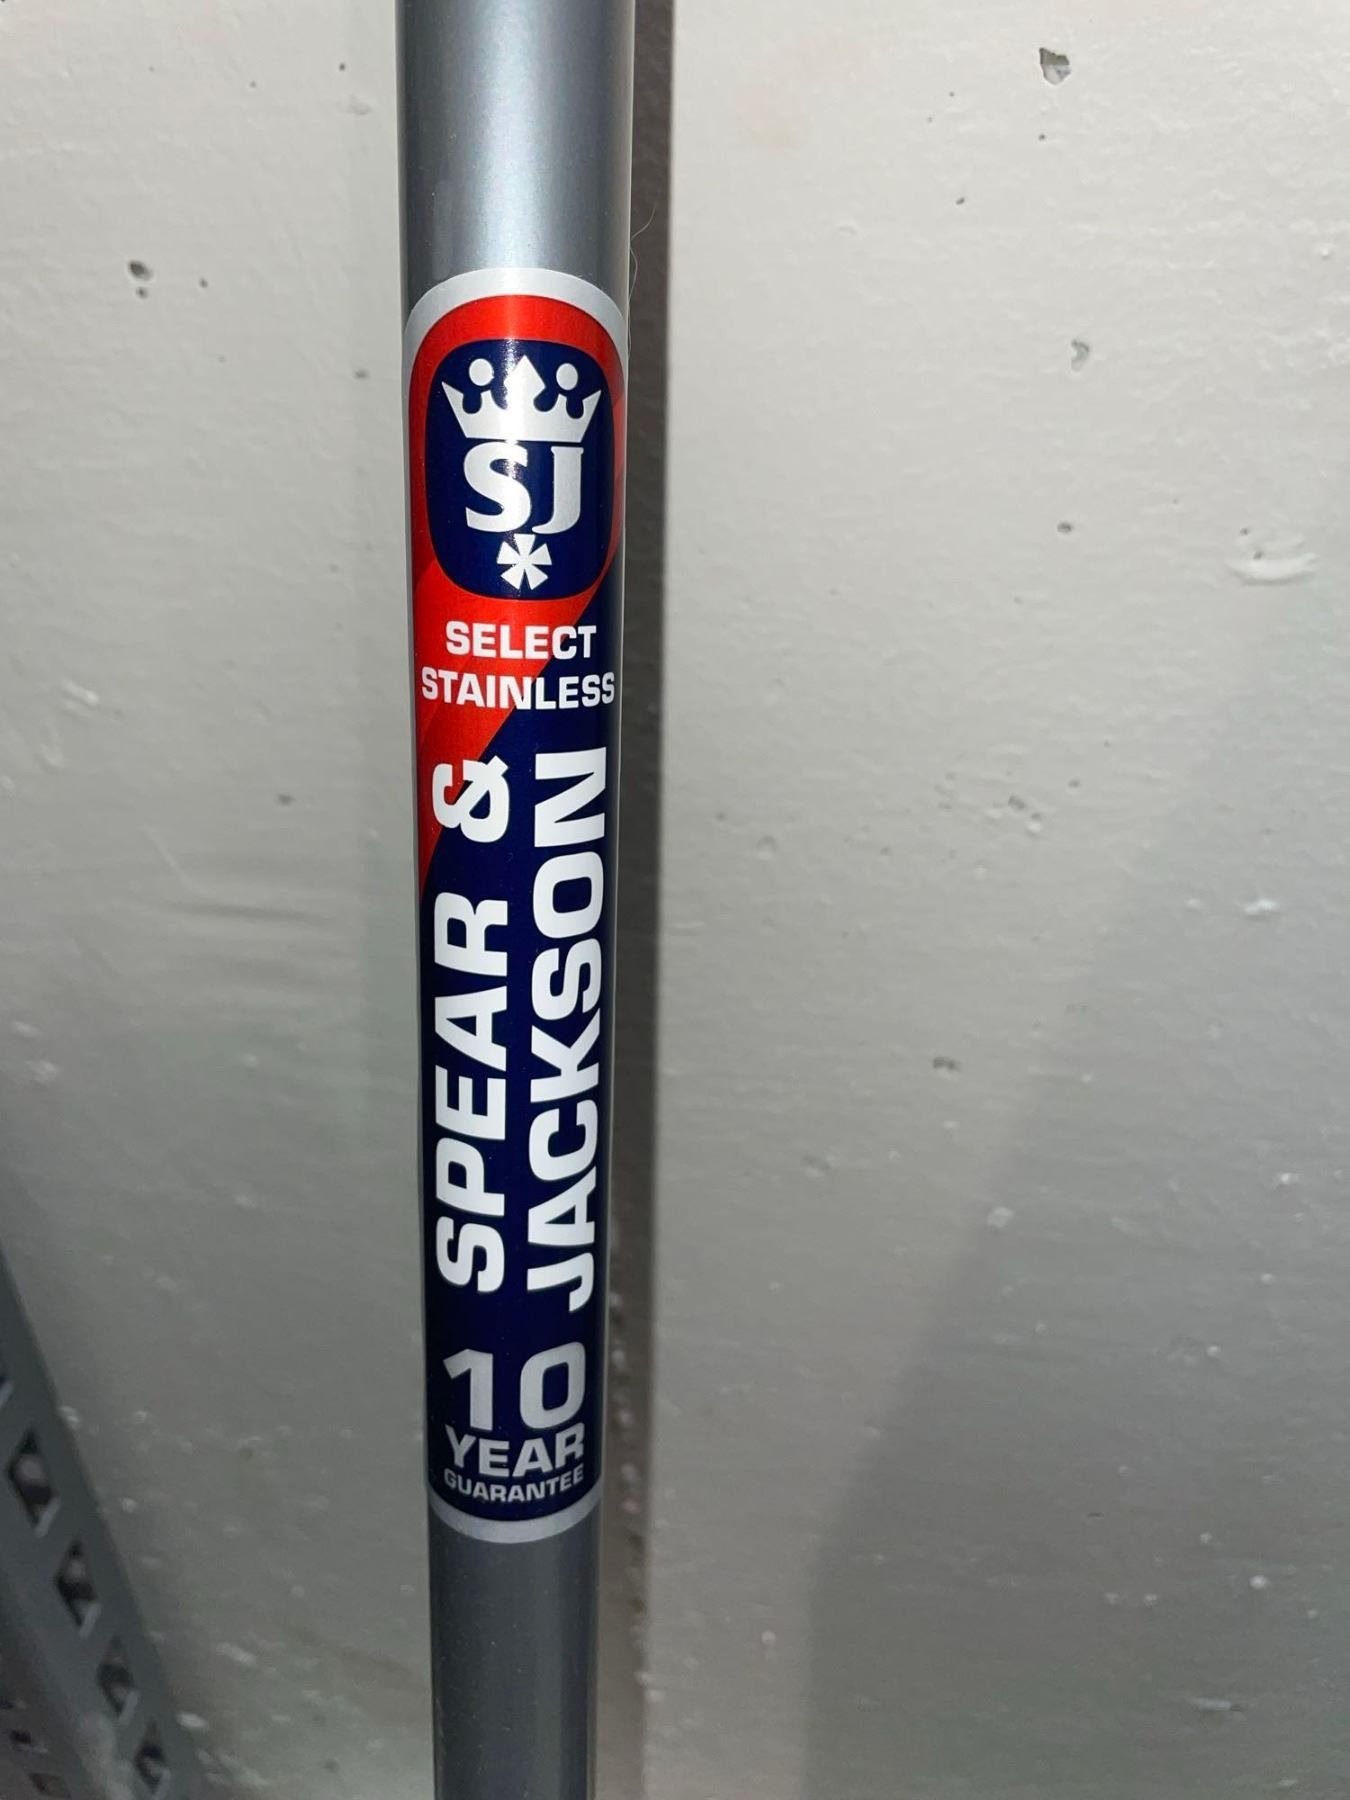 SJ
SELECT
STAINLESS
SPEAR &
JACKSON
10
YEAR
GUARANTEE